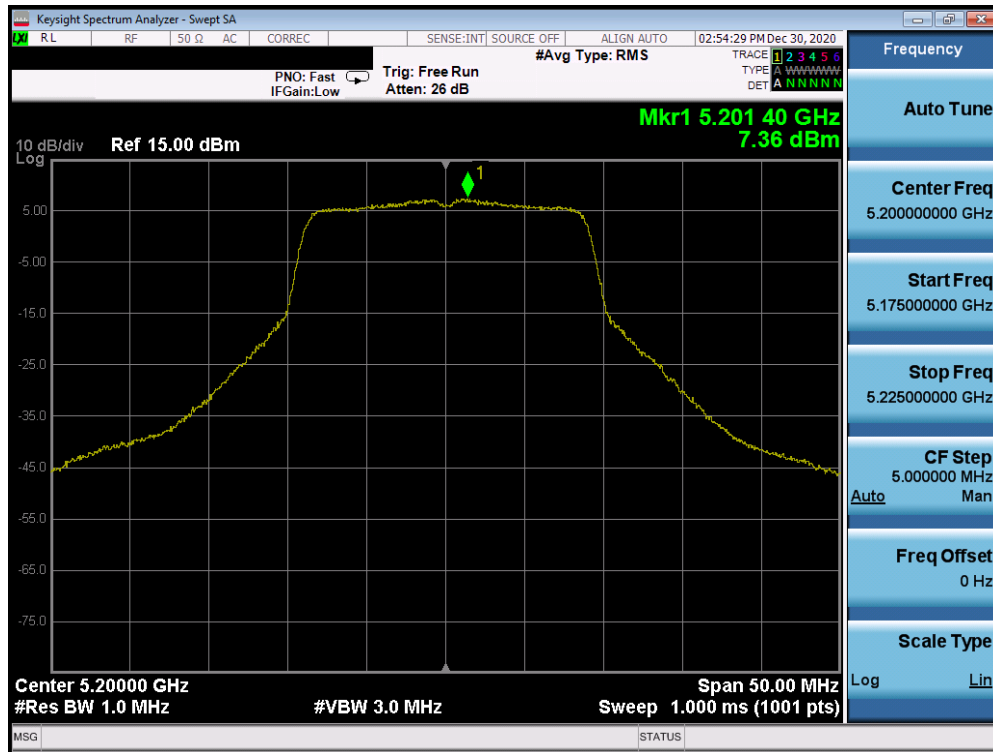 Keysight Spectrum Analyzer - Swept SA
LXI RL RF 50 Ω AC CORREC SENSE:INT SOURCE OFF ALIGN AUTO 02:54:29 PM Dec 30, 2020
#Avg Type: RMS
TRACE 1 2 3 4 5 6
PNO: Fast Trig: Free Run
TYPE A WWWWW
IFGain:Low Atten: 26 dB
DET A N N N N N
Mkr1 5.201 40 GHz
7.36 dBm
10 dB/div Ref 15.00 dBm
Log
1
5.00
-5.00
-15.0
-25.0
-35.0
-45.0
-55.0
-65.0
-75.0
Center 5.20000 GHz Span 50.00 MHz
#Res BW 1.0 MHz #VBW 3.0 MHz Sweep 1.000 ms (1001 pts)
MSG STATUS
Frequency
Auto Tune
Center Freq
5.200000000 GHz
Start Freq
5.175000000 GHz
Stop Freq
5.225000000 GHz
CF Step
5.000000 MHz
Auto Man
Freq Offset
0 Hz
Scale Type
Log Lin